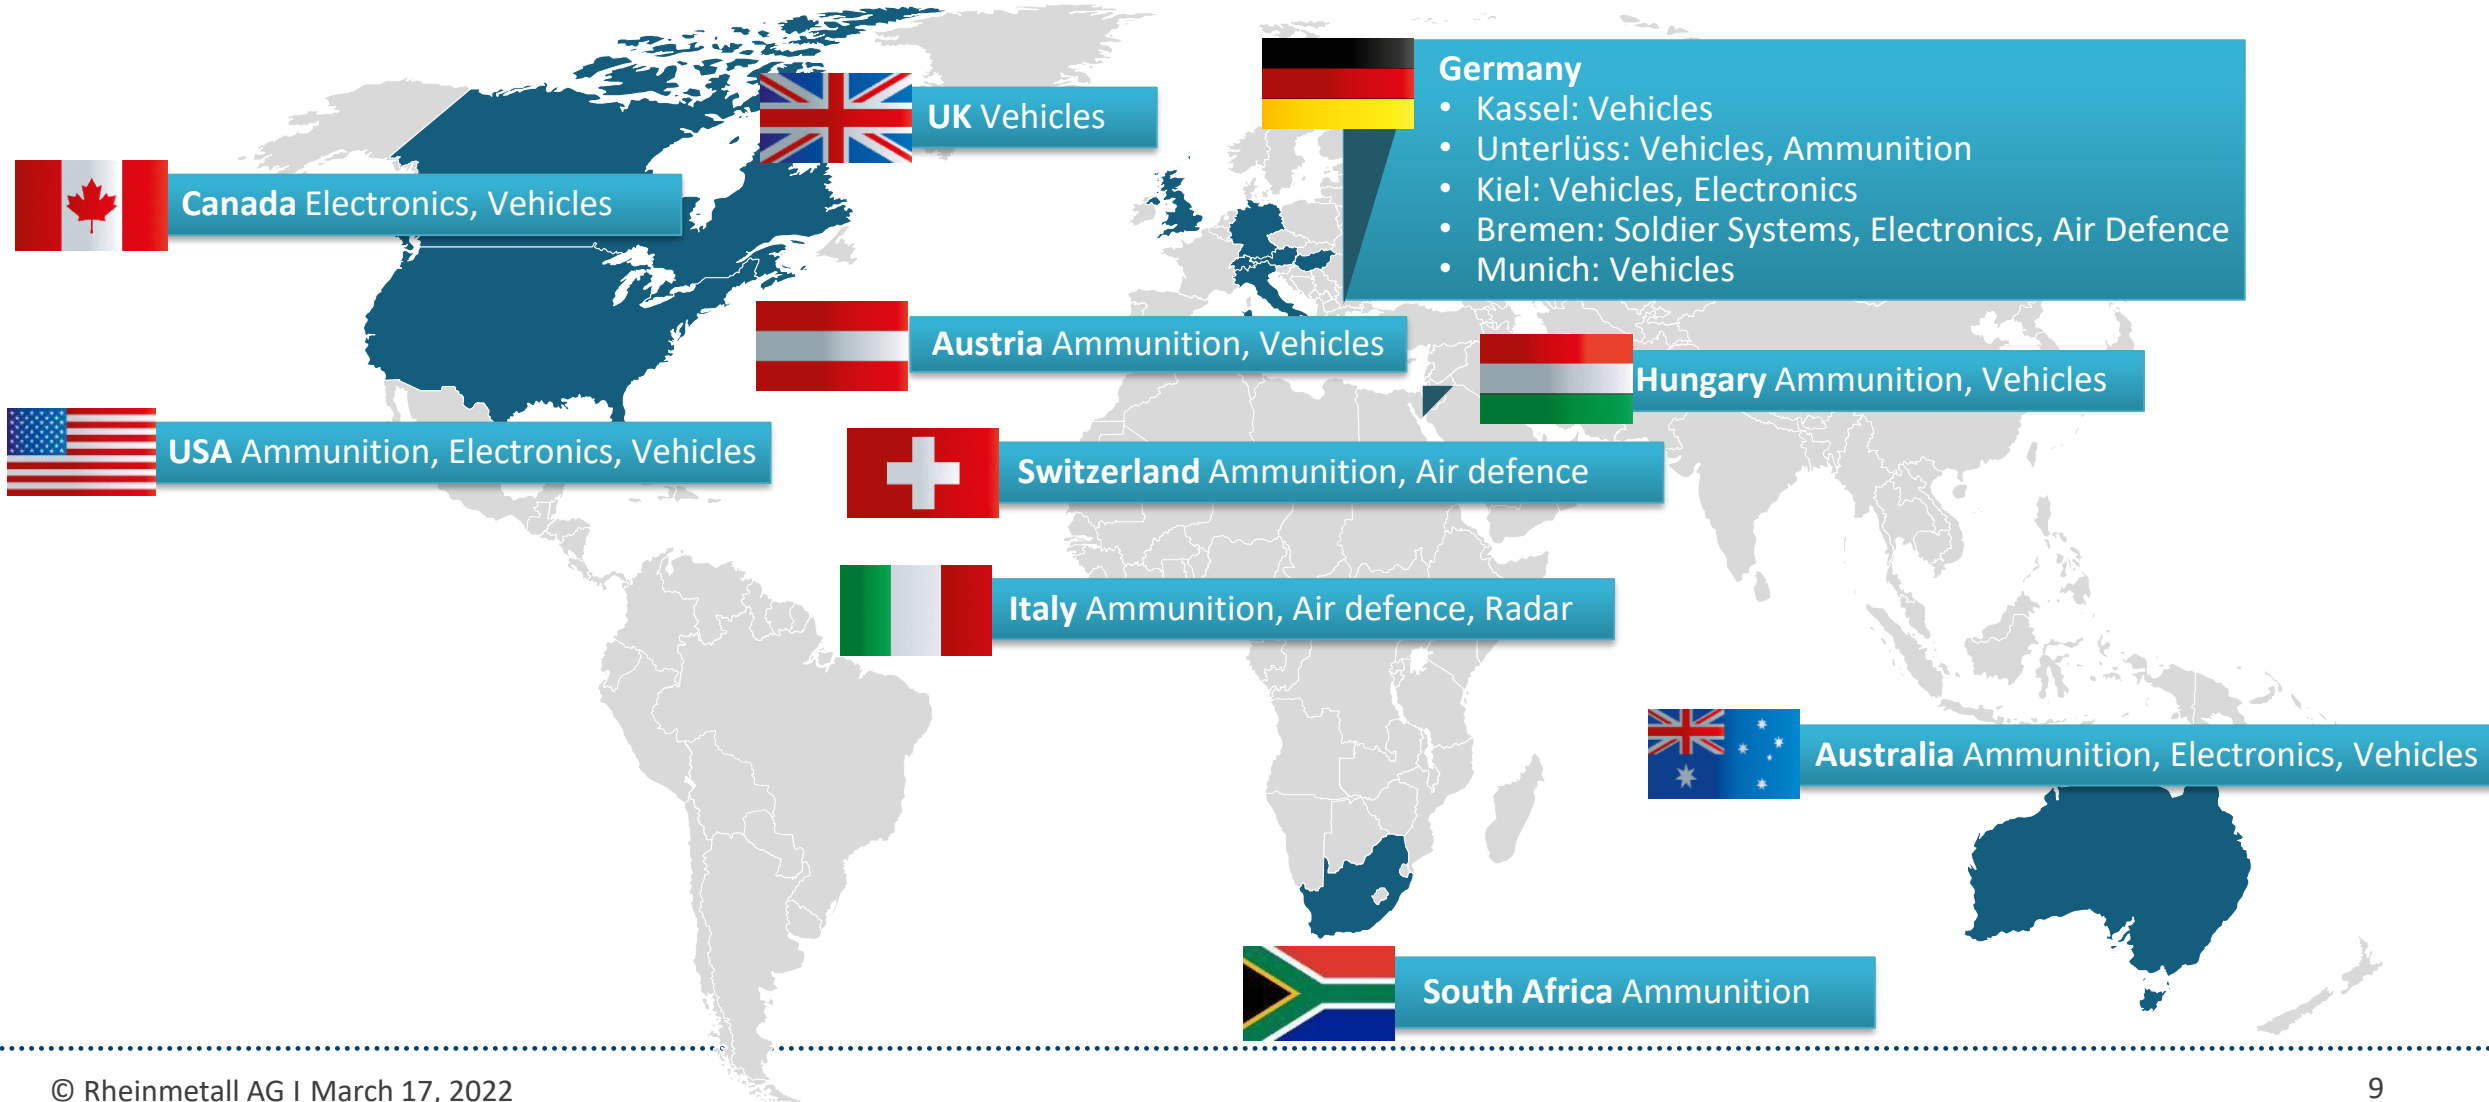 Germany
• Kassel: Vehicles
• Unterlüss: Vehicles, Ammunition
• Kiel: Vehicles, Electronics
• Bremen: Soldier Systems, Electronics, Air Defence
• Munich: Vehicles
UK Vehicles
Canada Electronics, Vehicles
Austria Ammunition, Vehicles
Hungary Ammunition, Vehicles
USA Ammunition, Electronics, Vehicles
Switzerland Ammunition, Air defence
Italy Ammunition, Air defence, Radar
Australia Ammunition, Electronics, Vehicles
South Africa Ammunition
© Rheinmetall AG I March 17, 2022
9